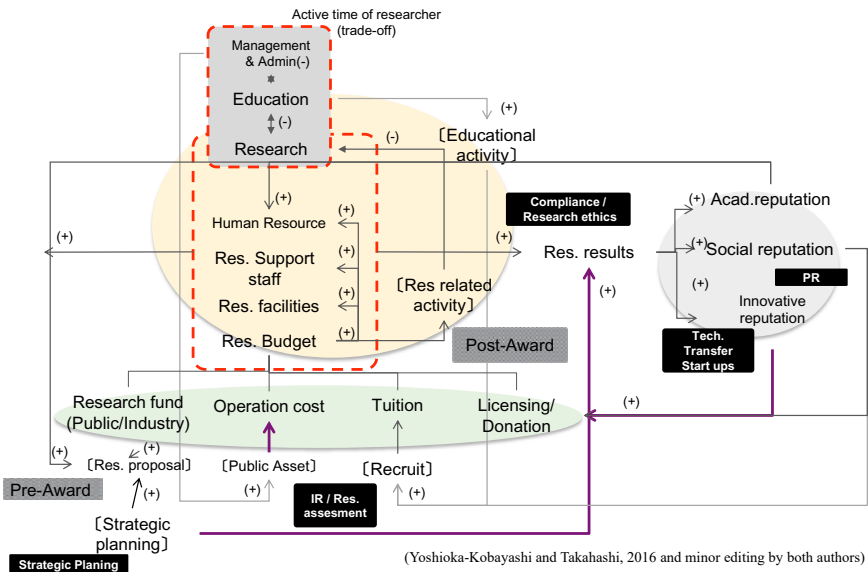 Active time of researcher
(trade-off)
Management
& Admin(-)
Education
(-)
Research
(+)
(-)
(+)
〔Educational
activity〕
Human Resource
(+)
Res. Support
staff
(+)
Res. facilities
(+)
Res. Budget
(+)
〔Res related
activity〕
Post-Award
(+)
(+)
Compliance /
Research ethics
Res. results
(+)
(+)
Acad.reputation
(+)
Social reputation
PR
(+)
Innovative
reputation
Tech.
Transfer
Start ups
(+)
Research fund
(Public/Industry)
Operation cost
Tuition
Licensing/
Donation
(+)
(+)
〔Res. proposal〕
〔Public Asset〕
〔Recruit〕
Pre-Award
(+)
(+)
(+)
IR / Res.
assesment
〔Strategic
planning〕
Strategic Planing
(Yoshioka-Kobayashi and Takahashi, 2016 and minor editing by both authors)